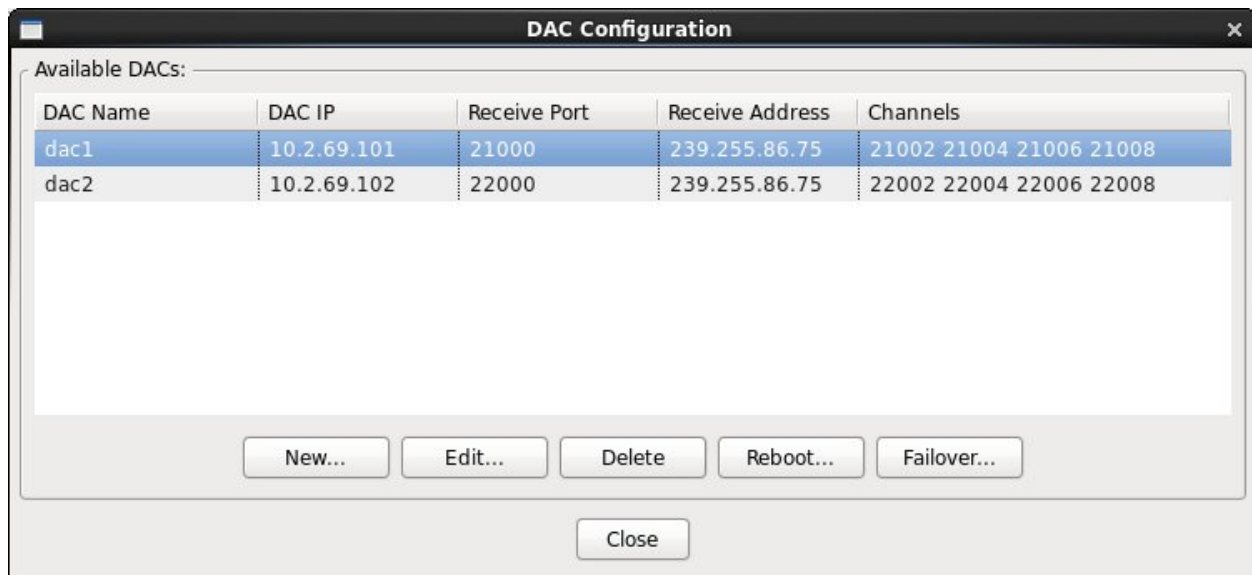 DAC Configuration
Available DACs:
DAC Name DAC IP Receive Port Receive Address Channels
dac1 10.2.69.101 21000 239.255.86.75 21002 21004 21006 21008
dac2 10.2.69.102 22000 239.255.86.75 22002 22004 22006 22008
New... Edit... Delete Reboot... Failover...
Close